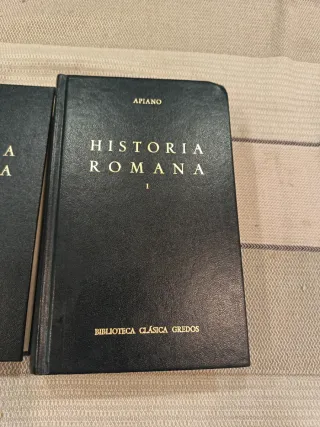 APIANO
HISTORIA
ROMANA
I
BIBLIOTECA CLÁSICA GREDOS
A
A